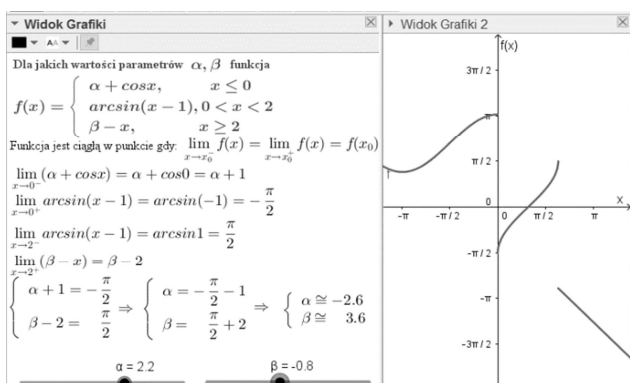 Widok Grafiki
Dla jakich wartości parametrów α, β funkcja
f(x) = { α + cosx, x ≤ 0
arcsin(x − 1), 0 < x < 2
β − x, x ≥ 2
Funkcja jest ciągłą w punkcie gdy: lim x→x₀⁻ f(x) = lim x→x₀⁺ f(x) = f(x₀)
lim x→0⁻ (α + cosx) = α + cos0 = α + 1
lim x→0⁺ arcsin(x − 1) = arcsin(−1) = −π/2
lim x→2⁻ arcsin(x − 1) = arcsin1 = π/2
lim x→2⁺ (β − x) = β − 2
{ α + 1 = −π/2 ⇒ { α = −π/2 − 1 ⇒ { α ≅ −2.6
β − 2 = π/2 β = π/2 + 2 β ≅ 3.6
α = 2.2 β = -0.8
Widok Grafiki 2
f(x)
3π / 2
π
π / 2
0 x
-π -π / 2 0 π / 2 π
-π / 2
-π
-3π / 2